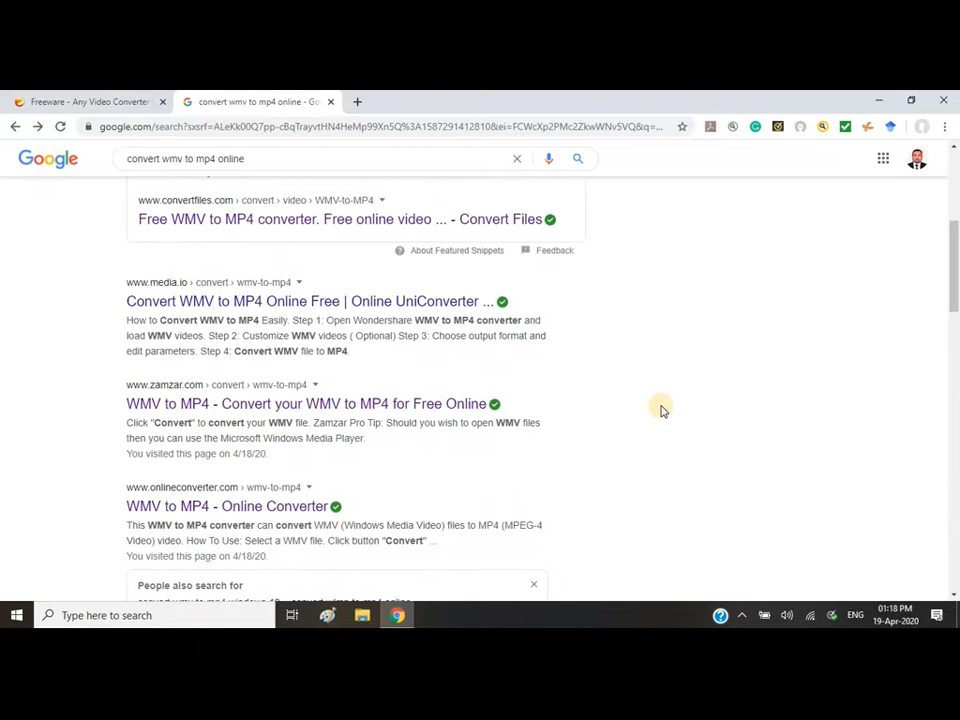 Freeware - Any Video Converter
convert wmv to mp4 online - Go
google.com/search?sxsrf=ALeKk00Q7pp-cBqTrayvtHN4HeMp99Xn5Q%3A1587291412810&ei=FCWcXp2PMc2ZkwWNv5VQ&q=...
Google
convert wmv to mp4 online
www.convertfiles.com › convert › video › WMV-to-MP4
Free WMV to MP4 converter. Free online video ... - Convert Files
About Featured Snippets
Feedback
www.media.io › convert › wmv-to-mp4
Convert WMV to MP4 Online Free | Online UniConverter ...
How to Convert WMV to MP4 Easily. Step 1: Open Wondershare WMV to MP4 converter and
load WMV videos. Step 2: Customize WMV videos ( Optional) Step 3: Choose output format and
edit parameters. Step 4: Convert WMV file to MP4.
www.zamzar.com › convert › wmv-to-mp4
WMV to MP4 - Convert your WMV to MP4 for Free Online
Click "Convert" to convert your WMV file. Zamzar Pro Tip: Should you wish to open WMV files
then you can use the Microsoft Windows Media Player.
You visited this page on 4/18/20.
www.onlineconverter.com › wmv-to-mp4
WMV to MP4 - Online Converter
This WMV to MP4 converter can convert WMV (Windows Media Video) files to MP4 (MPEG-4
Video) video. How To Use: Select a WMV file. Click button "Convert" ...
You visited this page on 4/18/20.
People also search for
Type here to search
ENG
01:18 PM
19-Apr-2020